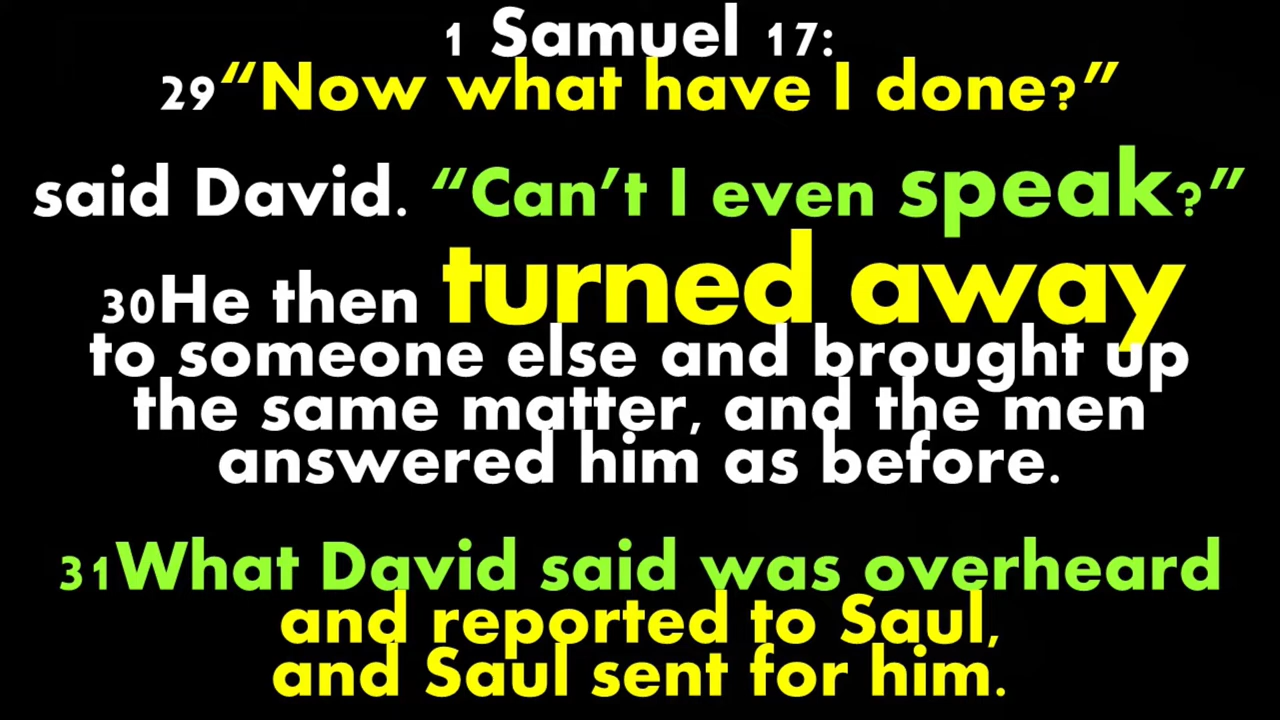 1 Samuel 17:
29“Now what have I done?”
said David. “Can’t I even speak?”
30He then turned away
to someone else and brought up
the same matter, and the men
answered him as before.
31What David said was overheard
and reported to Saul,
and Saul sent for him.